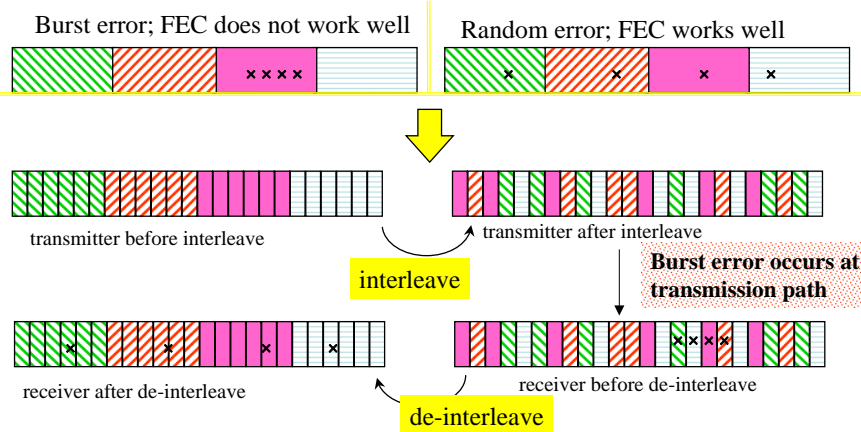 Burst error; FEC does not work well
Random error; FEC works well
transmitter before interleave
transmitter after interleave
interleave
Burst error occurs at
transmission path
receiver after de-interleave
receiver before de-interleave
de-interleave